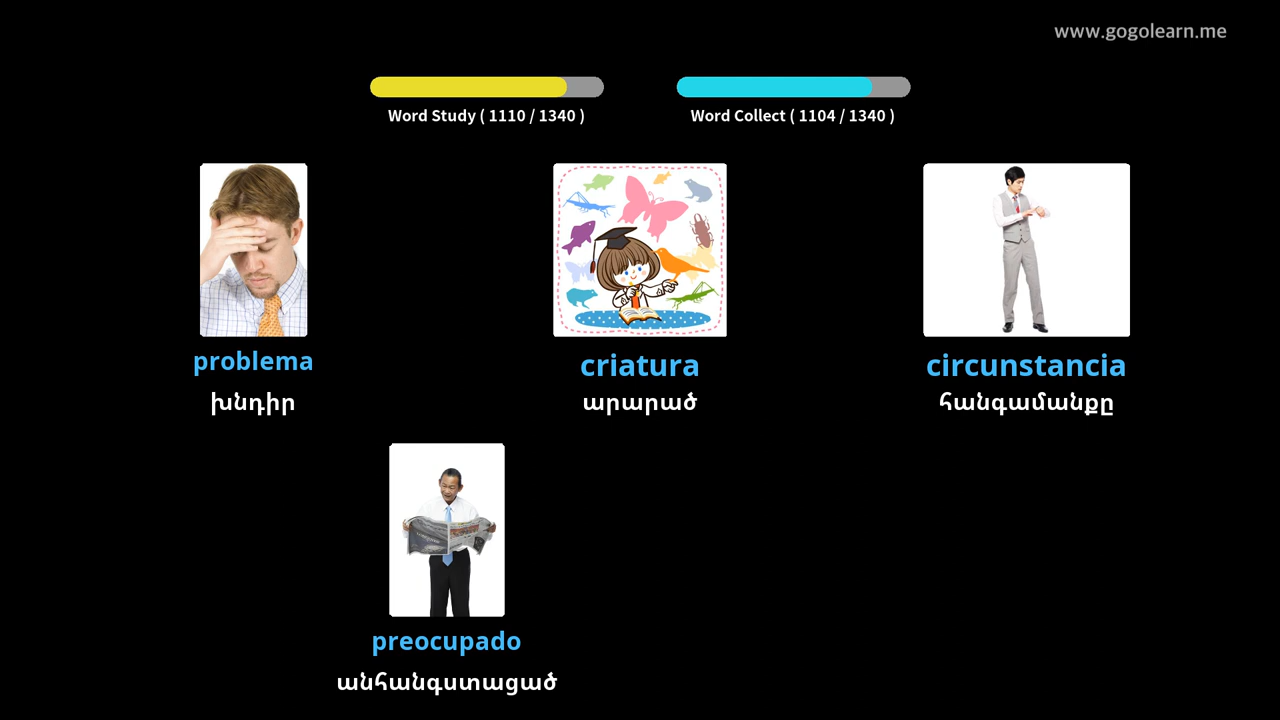 www.gogolearn.me
Word Study ( 1110 / 1340 )
Word Collect ( 1104 / 1340 )
problema
խնդիր
criatura
արարած
circunstancia
հանգամանքը
preocupado
անհանգստացած